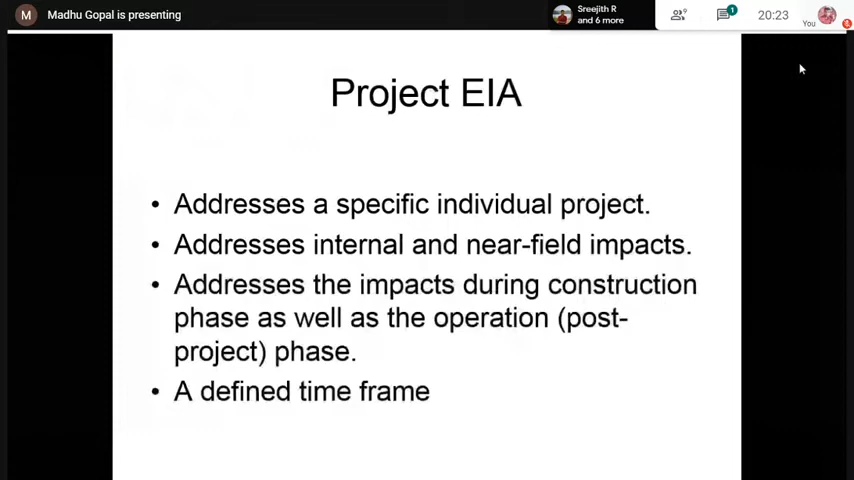 M Madhu Gopal is presenting
Sreejith R
and 6 more
9
1
20:23
You
Project EIA
• Addresses a specific individual project.
• Addresses internal and near-field impacts.
• Addresses the impacts during construction
phase as well as the operation (post-
project) phase.
• A defined time frame